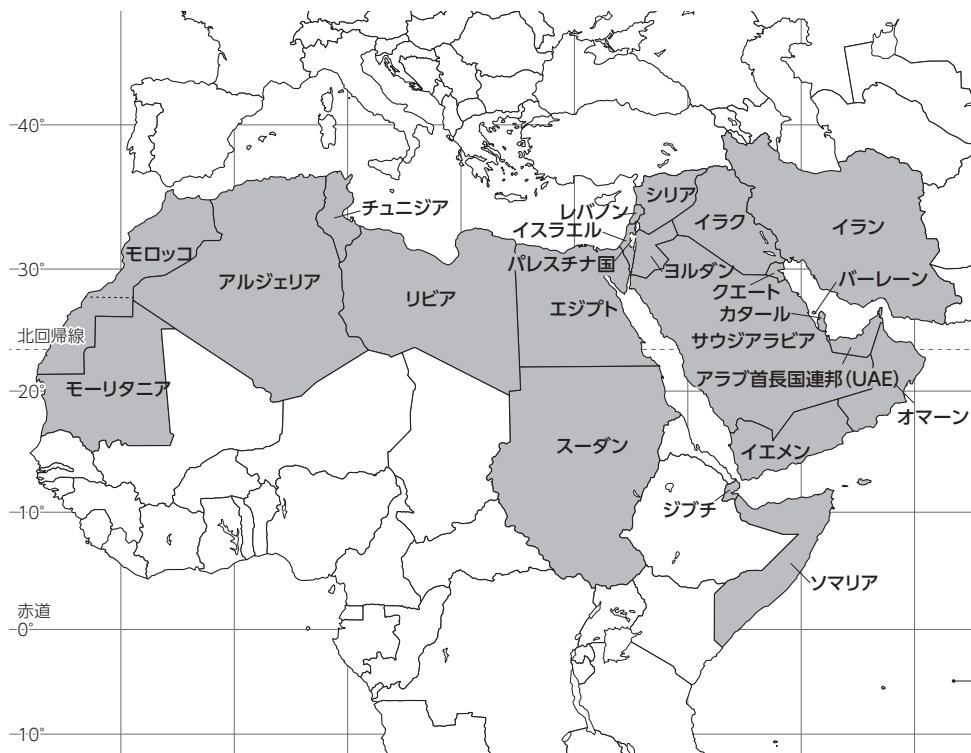 40°
シリア
レバノン
チュニジア
イスラエル
イラク
イラン
モロッコ
パレスチナ国
ヨルダン
30°
アルジェリア
リビア
エジプト
クエート
バーレーン
カタール
北回帰線
サウジアラビア
モーリタニア
アラブ首長国連邦(UAE)
20°
オマーン
スーダン
イエメン
ジブチ
10°
ソマリア
赤道
0°
10°